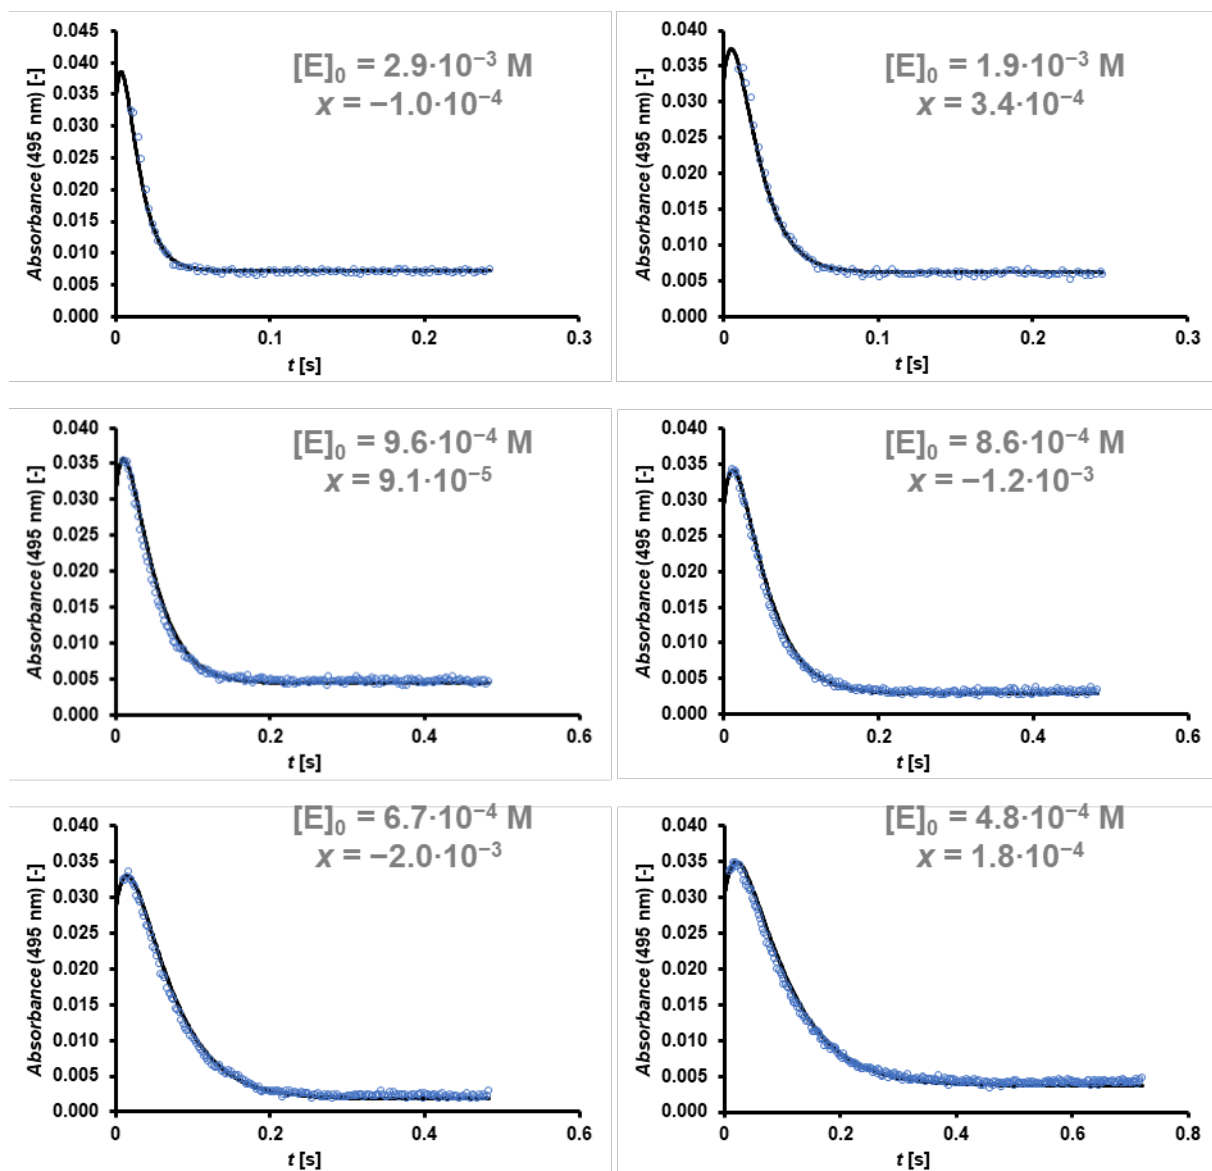 [E]₀ = 2.9·10⁻³ M
x = −1.0·10⁻⁴
Absorbance (495 nm) [-]
0.045
0.040
0.035
0.030
0.025
0.020
0.015
0.010
0.005
0.000
0 0.1 0.2 0.3
t [s]
[E]₀ = 1.9·10⁻³ M
x = 3.4·10⁻⁴
Absorbance (495 nm) [-]
0.040
0.035
0.030
0.025
0.020
0.015
0.010
0.005
0.000
0 0.1 0.2 0.3
t [s]
[E]₀ = 9.6·10⁻⁴ M
x = 9.1·10⁻⁵
Absorbance (495 nm) [-]
0.040
0.035
0.030
0.025
0.020
0.015
0.010
0.005
0.000
0 0.2 0.4 0.6
t [s]
[E]₀ = 8.6·10⁻⁴ M
x = −1.2·10⁻³
Absorbance (495 nm) [-]
0.040
0.035
0.030
0.025
0.020
0.015
0.010
0.005
0.000
0 0.2 0.4 0.6
t [s]
[E]₀ = 6.7·10⁻⁴ M
x = −2.0·10⁻³
Absorbance (495 nm) [-]
0.040
0.035
0.030
0.025
0.020
0.015
0.010
0.005
0.000
0 0.2 0.4 0.6
t [s]
[E]₀ = 4.8·10⁻⁴ M
x = 1.8·10⁻⁴
Absorbance (495 nm) [-]
0.040
0.035
0.030
0.025
0.020
0.015
0.010
0.005
0.000
0 0.2 0.4 0.6 0.8
t [s]